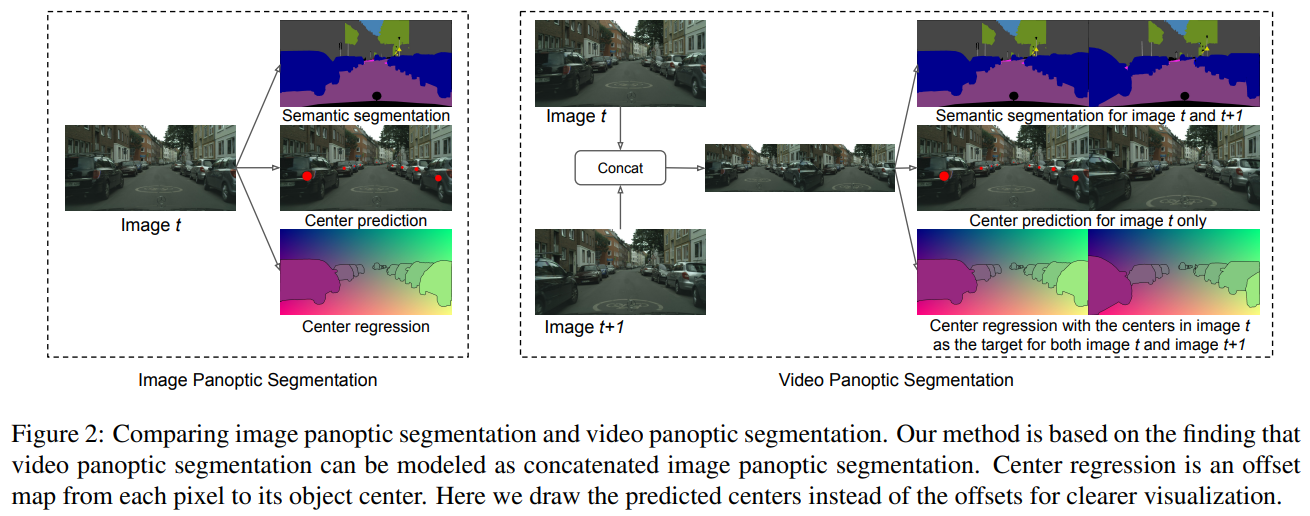 Semantic segmentation
Image t
Center prediction
Center regression
Image Panoptic Segmentation
Image t
Concat
Image t+1
Semantic segmentation for image t and t+1
Center prediction for image t only
Center regression with the centers in image t
as the target for both image t and image t+1
Video Panoptic Segmentation
Figure 2: Comparing image panoptic segmentation and video panoptic segmentation. Our method is based on the finding that
video panoptic segmentation can be modeled as concatenated image panoptic segmentation. Center regression is an offset
map from each pixel to its object center. Here we draw the predicted centers instead of the offsets for clearer visualization.